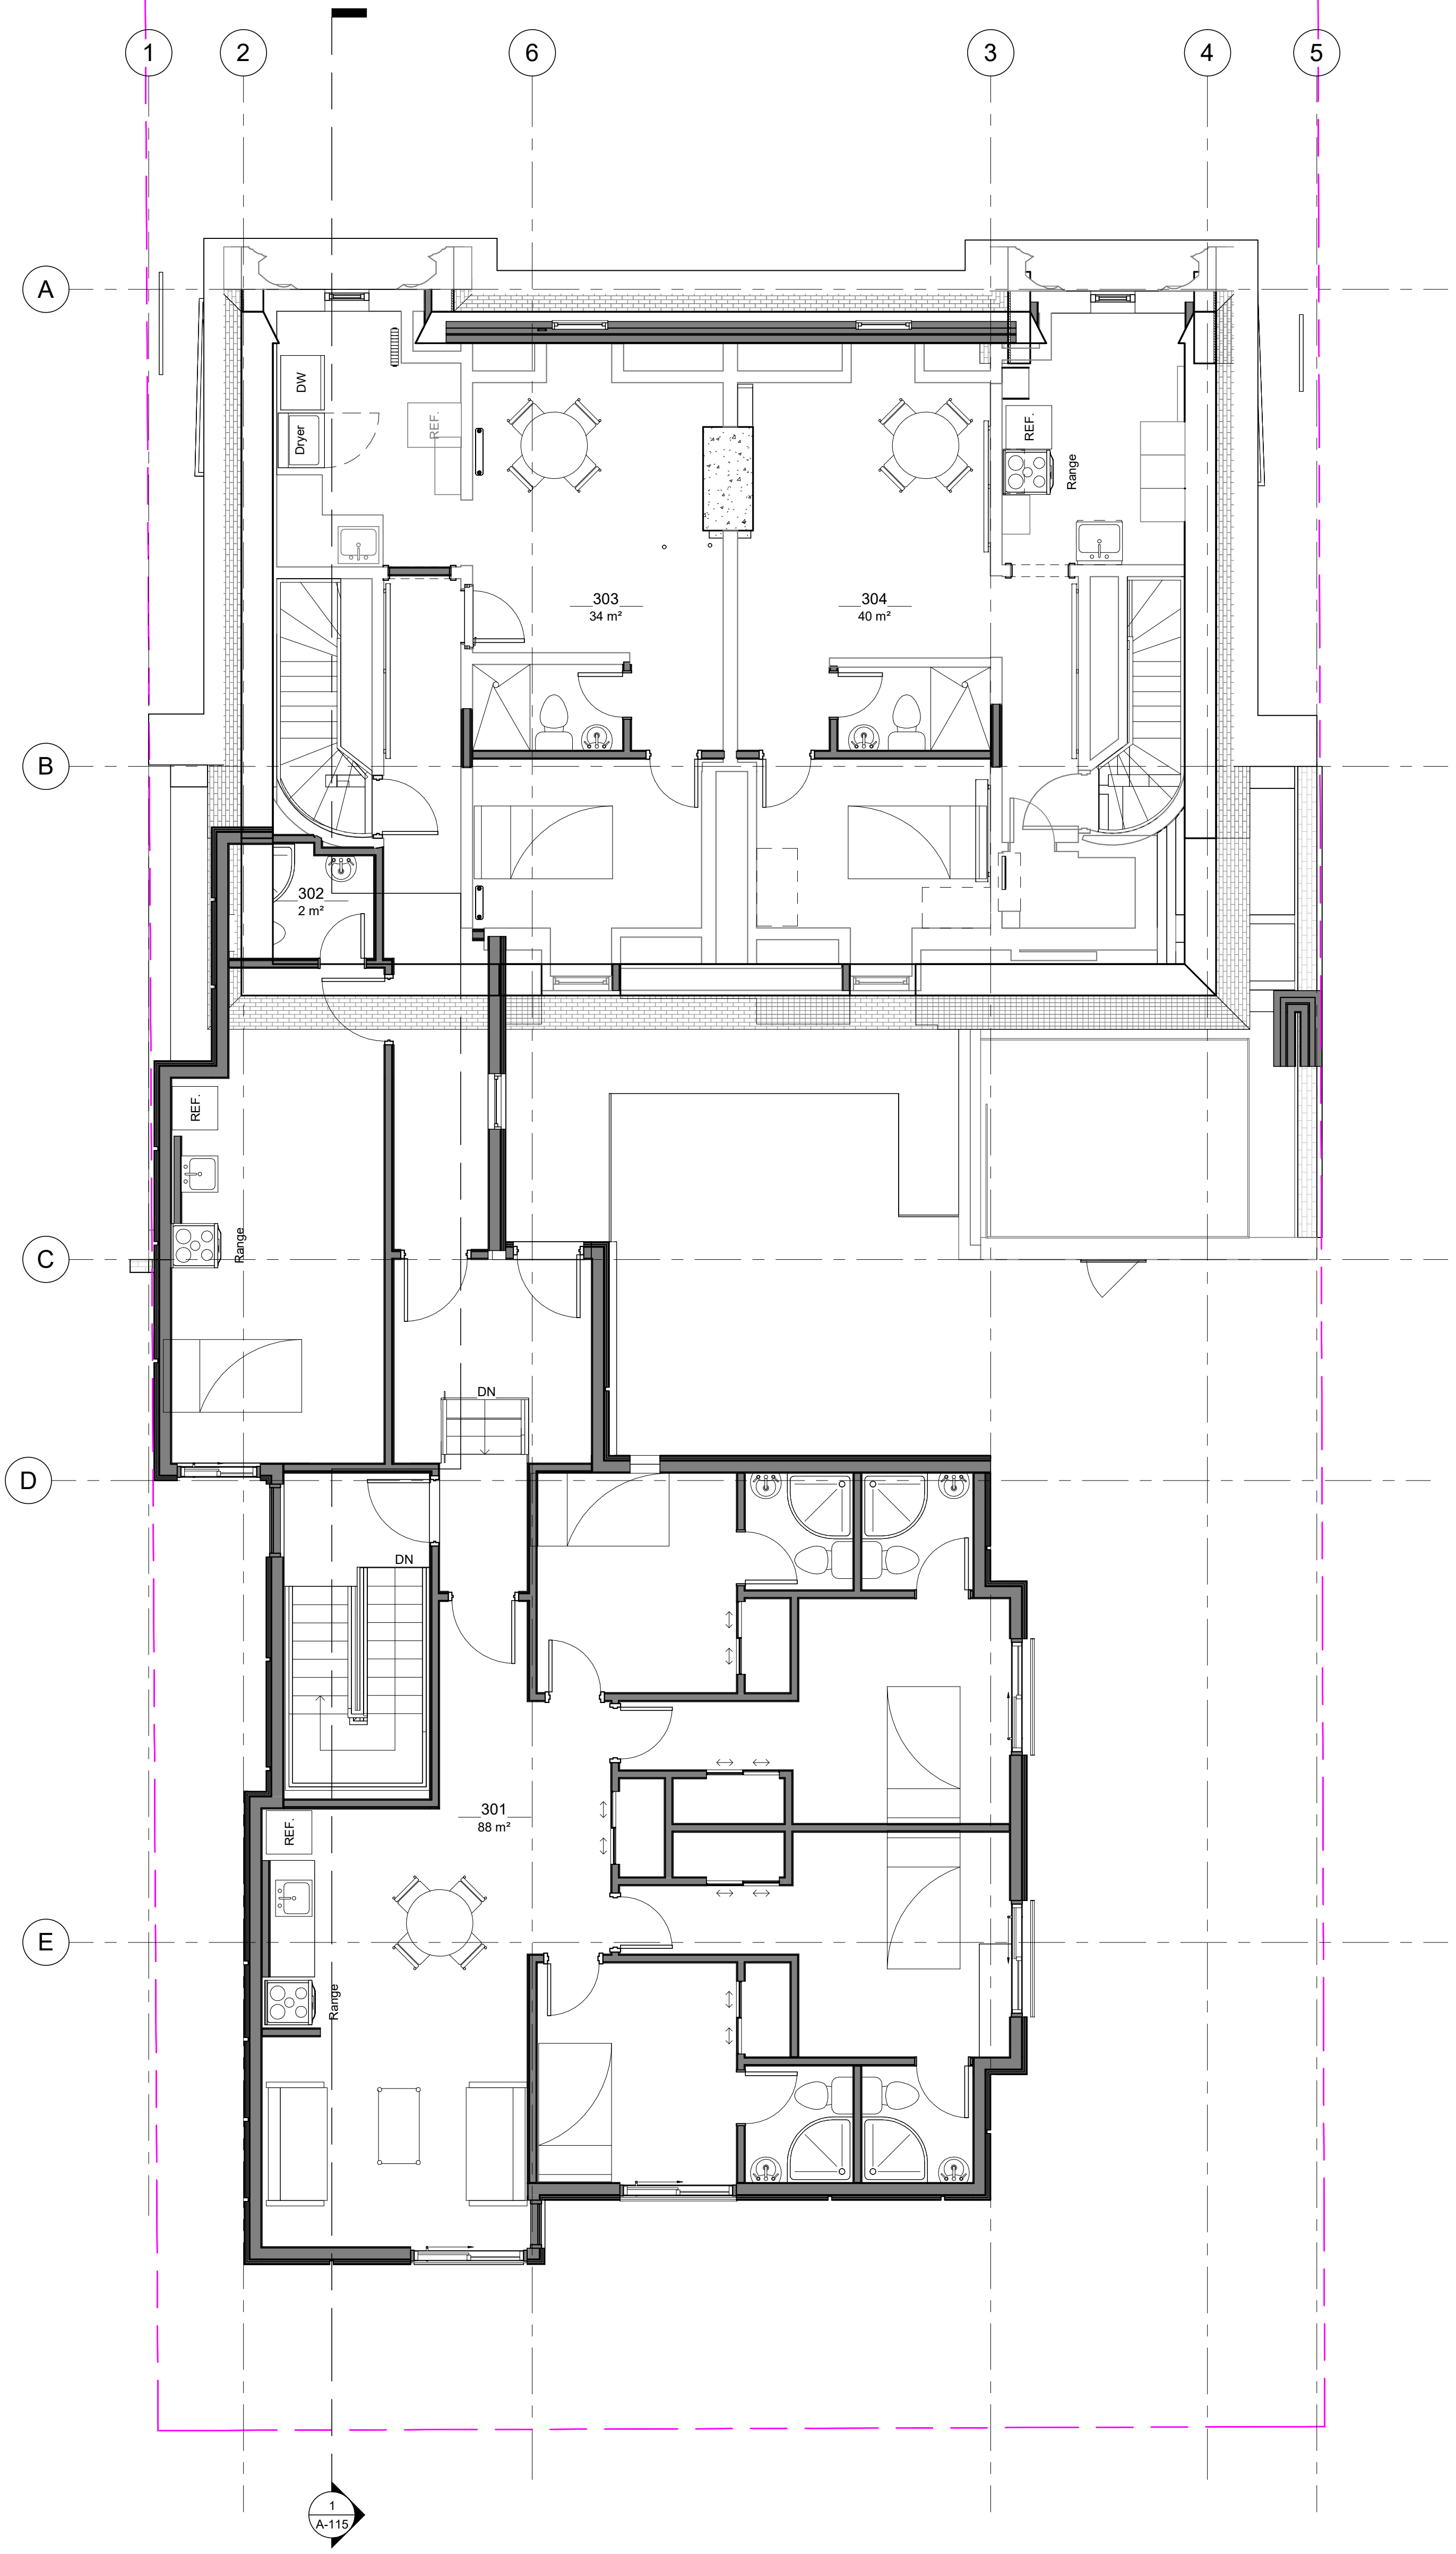 1
2
6
3
4
5
A
DW
Dryer
REF.
REF.
Range
303
34 m²
304
40 m²
B
302
2 m²
REF.
Range
C
DN
D
DN
301
88 m²
REF.
E
Range
1
A-115